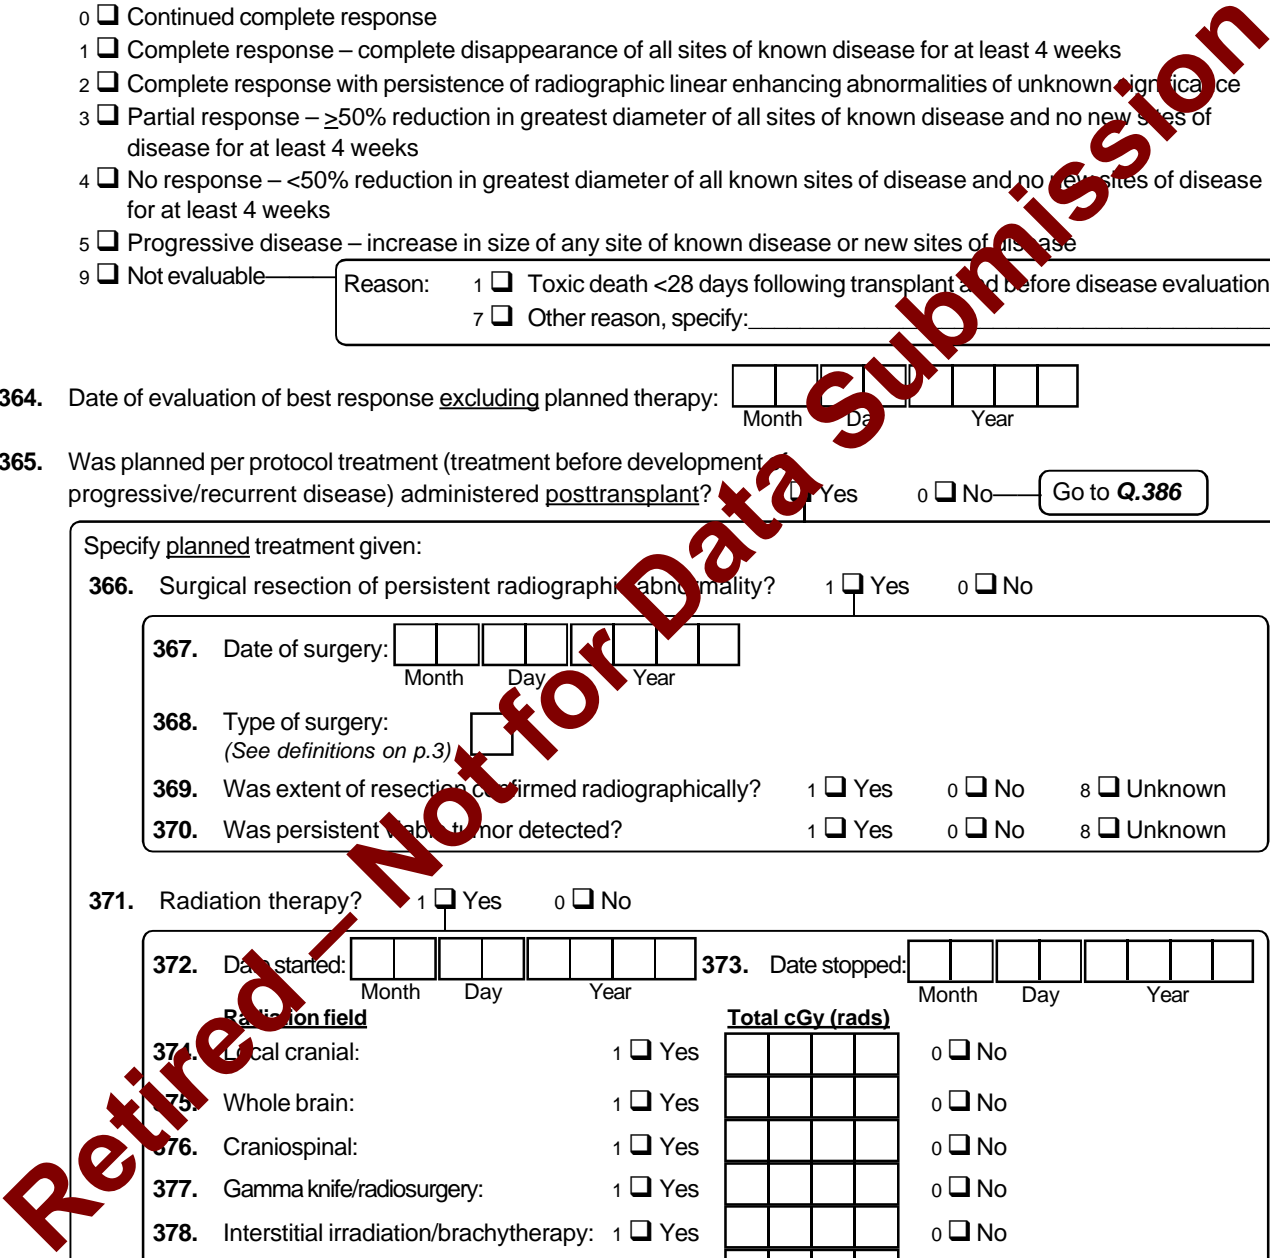 0 ❑ Continued complete response
1 ❑ Complete response – complete disappearance of all sites of known disease for at least 4 weeks
2 ❑ Complete response with persistence of radiographic linear enhancing abnormalities of unknown significance
3 ❑ Partial response – ≥50% reduction in greatest diameter of all sites of known disease and no new sites of
disease for at least 4 weeks
4 ❑ No response – <50% reduction in greatest diameter of all known sites of disease and no new sites of disease
for at least 4 weeks
5 ❑ Progressive disease – increase in size of any site of known disease or new sites of disease
9 ❑ Not evaluable
Reason: 1 ❑ Toxic death <28 days following transplant and before disease evaluation
7 ❑ Other reason, specify:
364. Date of evaluation of best response excluding planned therapy:
Month Day Year
365. Was planned per protocol treatment (treatment before development of
progressive/recurrent disease) administered posttransplant? ❑ Yes 0 ❑ No Go to Q.386
Specify planned treatment given:
366. Surgical resection of persistent radiographic abnormality? 1 ❑ Yes 0 ❑ No
367. Date of surgery:
Month Day Year
368. Type of surgery:
(See definitions on p.3)
369. Was extent of resection confirmed radiographically? 1 ❑ Yes 0 ❑ No 8 ❑ Unknown
370. Was persistent viable tumor detected? 1 ❑ Yes 0 ❑ No 8 ❑ Unknown
371. Radiation therapy? 1 ❑ Yes 0 ❑ No
372. Date started: 373. Date stopped:
Month Day Year Month Day Year
Radiation field Total cGy (rads)
374. Local cranial: 1 ❑ Yes 0 ❑ No
375. Whole brain: 1 ❑ Yes 0 ❑ No
376. Craniospinal: 1 ❑ Yes 0 ❑ No
377. Gamma knife/radiosurgery: 1 ❑ Yes 0 ❑ No
378. Interstitial irradiation/brachytherapy: 1 ❑ Yes 0 ❑ No
Retired – Not for Data Submission